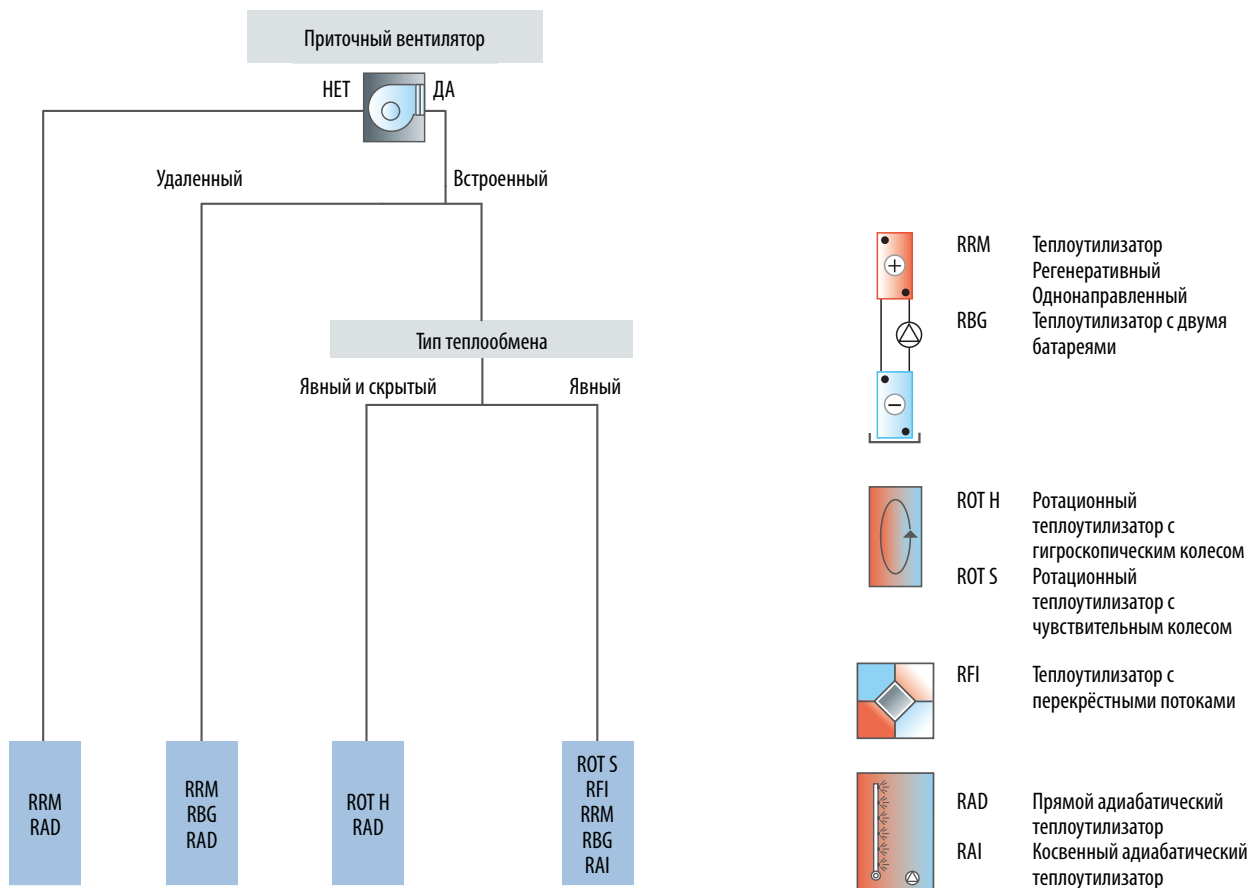 Приточный вентилятор
НЕТ
ДА
Удаленный
Встроенный
Тип теплообмена
Явный и скрытый
Явный
RRM
RAD
RRM
RBG
RAD
ROT H
RAD
ROT S
RFI
RRM
RBG
RAI
RRM Теплоутилизатор
Регенеративный
Однонаправленный
RBG Теплоутилизатор с двумя
батареями
ROT H Ротационный
теплоутилизатор с
гигроскопическим колесом
ROT S Ротационный
теплоутилизатор с
чувствительным колесом
RFI Теплоутилизатор с
перекрёстными потоками
RAD Прямой адиабатический
теплоутилизатор
RAI Косвенный адиабатический
теплоутилизатор